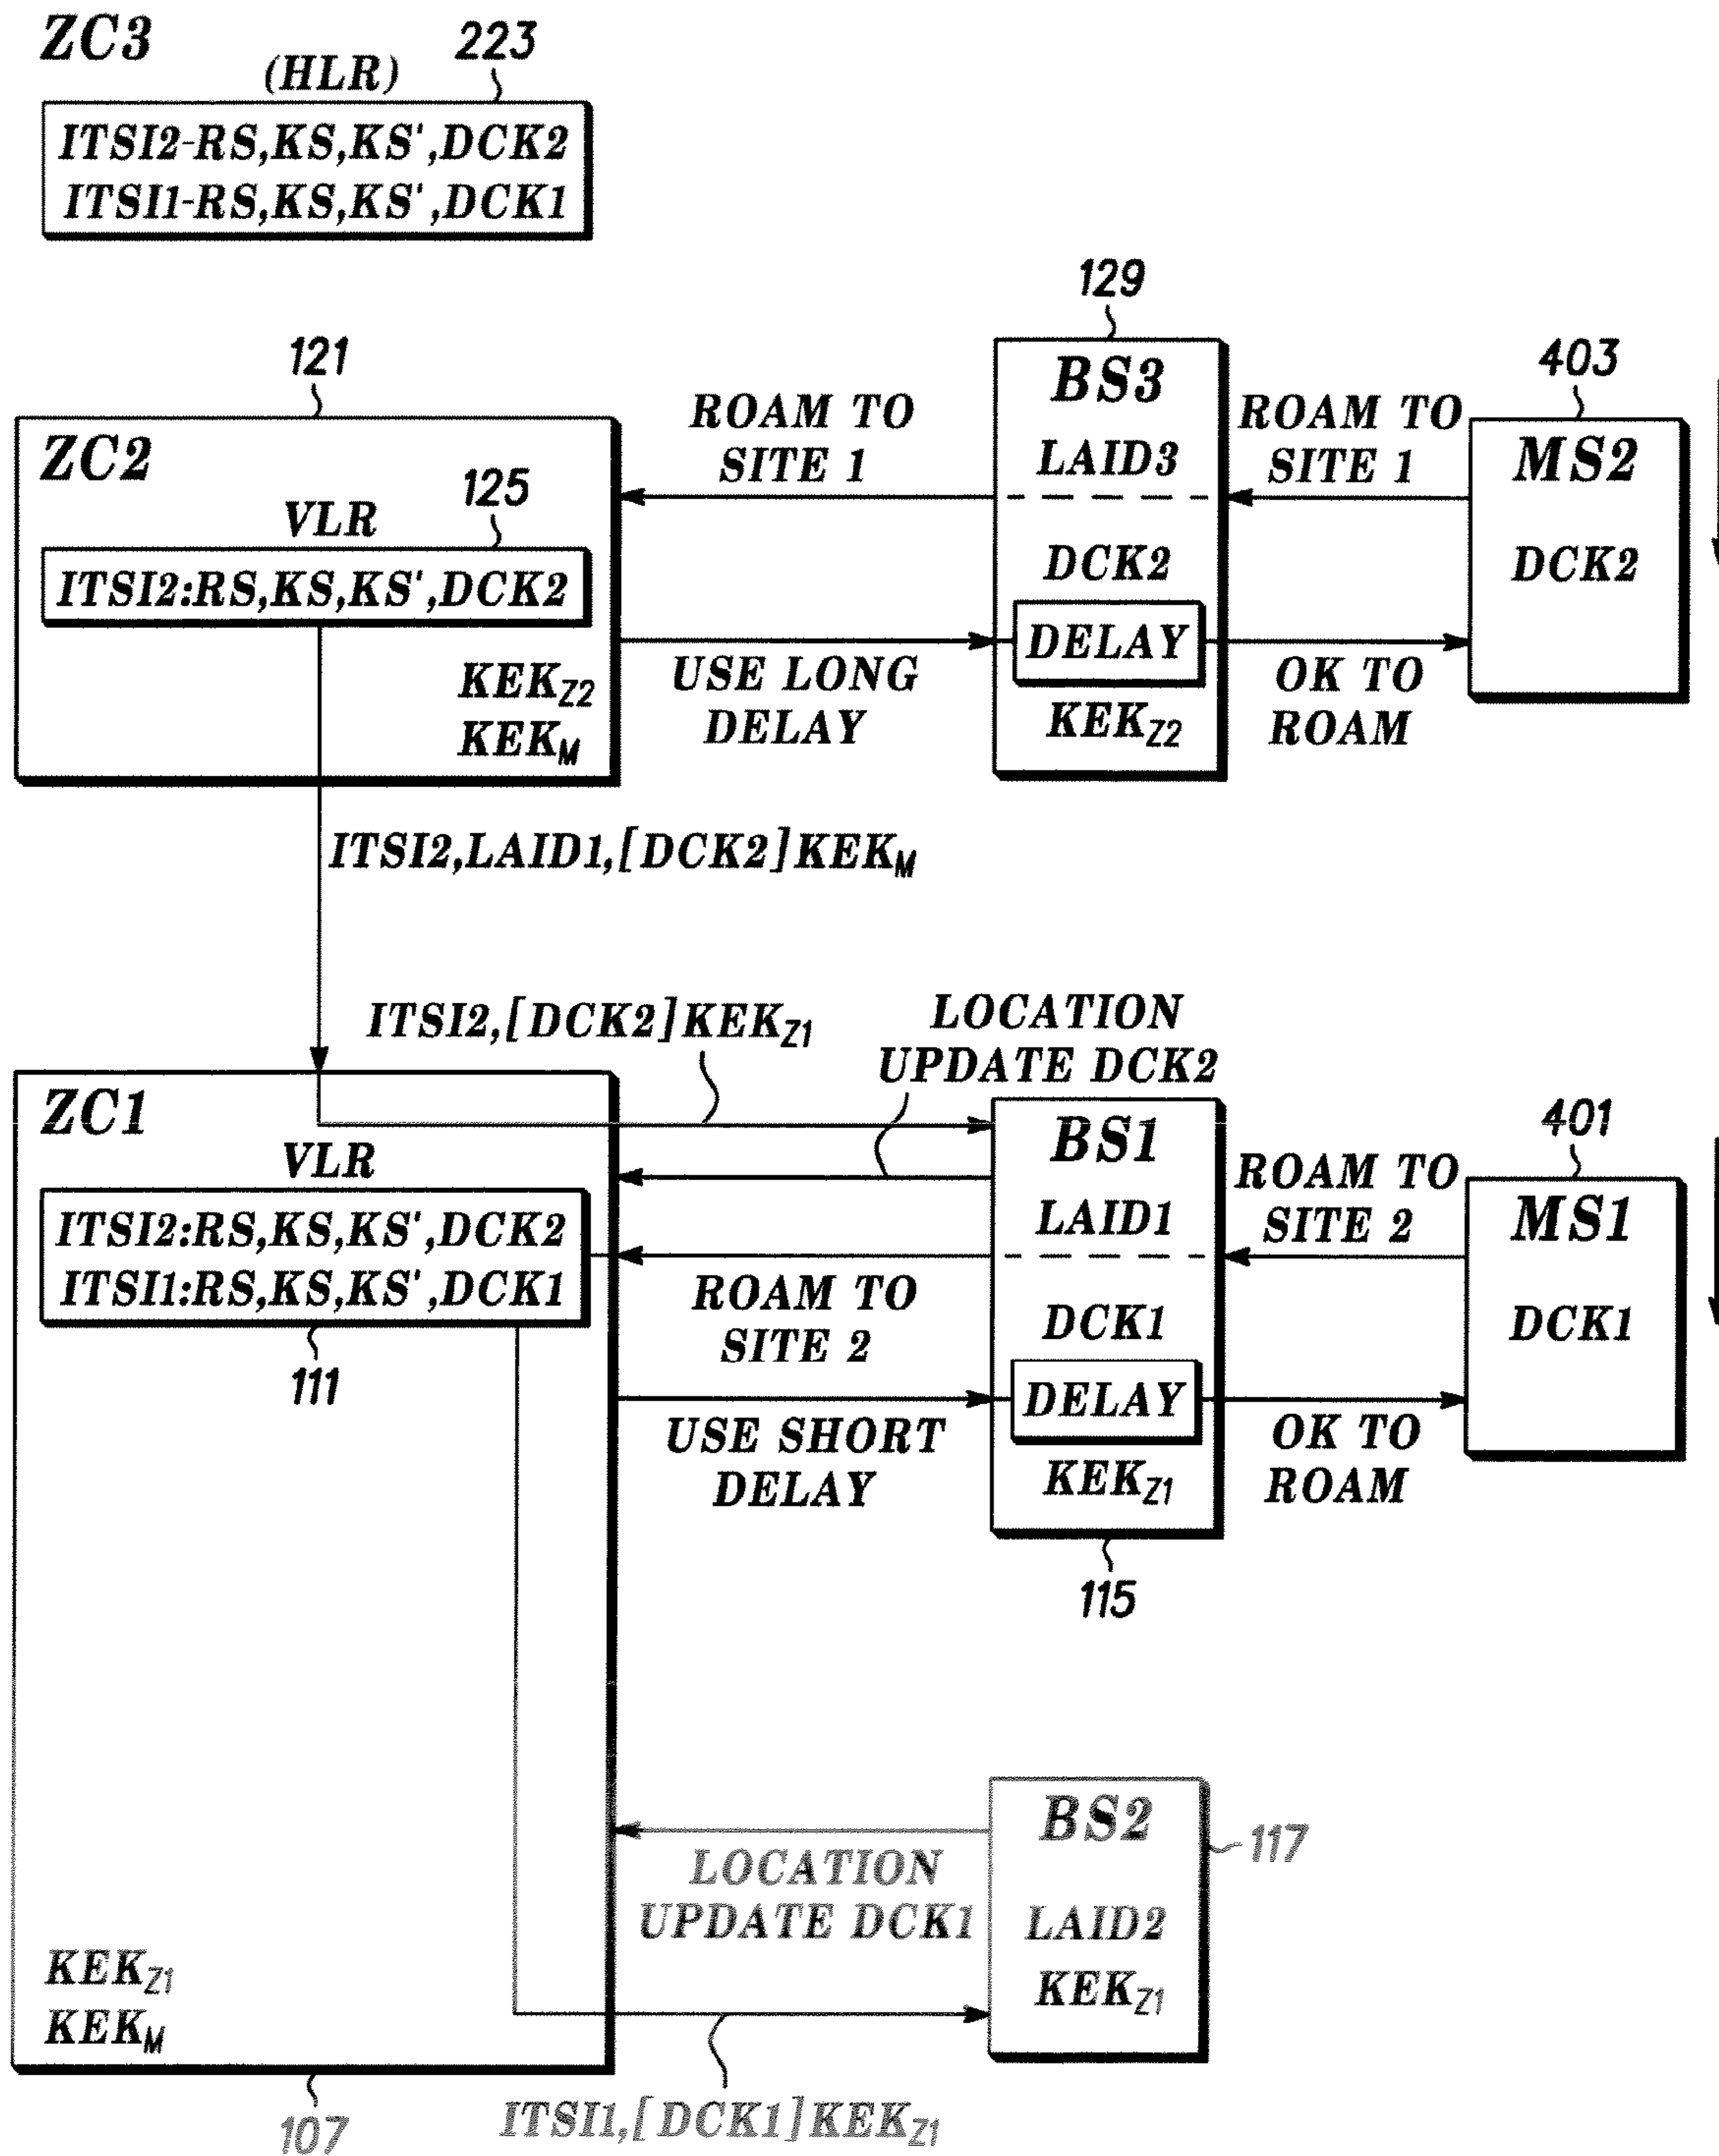 ZC3
(HLR)
223
ITSI2-RS,KS,KS',DCK2
ITSI1-RS,KS,KS',DCK1
121
ZC2
VLR
125
ITSI2:RS,KS,KS',DCK2
KEKZ2
KEKM
ROAM TO
SITE 1
USE LONG
DELAY
129
BS3
LAID3
DCK2
DELAY
KEKZ2
ROAM TO
SITE 1
OK TO
ROAM
403
MS2
DCK2
ITSI2,LAID1,[DCK2]KEKM
ITSI2,[DCK2]KEKZ1
LOCATION
UPDATE DCK2
ZC1
VLR
ITSI2:RS,KS,KS',DCK2
ITSI1:RS,KS,KS',DCK1
111
ROAM TO
SITE 2
USE SHORT
DELAY
BS1
LAID1
DCK1
DELAY
KEKZ1
115
ROAM TO
SITE 2
OK TO
ROAM
401
MS1
DCK1
LOCATION
UPDATE DCK1
BS2
LAID2
KEKZ1
117
KEKZ1
KEKM
107
ITSI1,[DCK1]KEKZ1